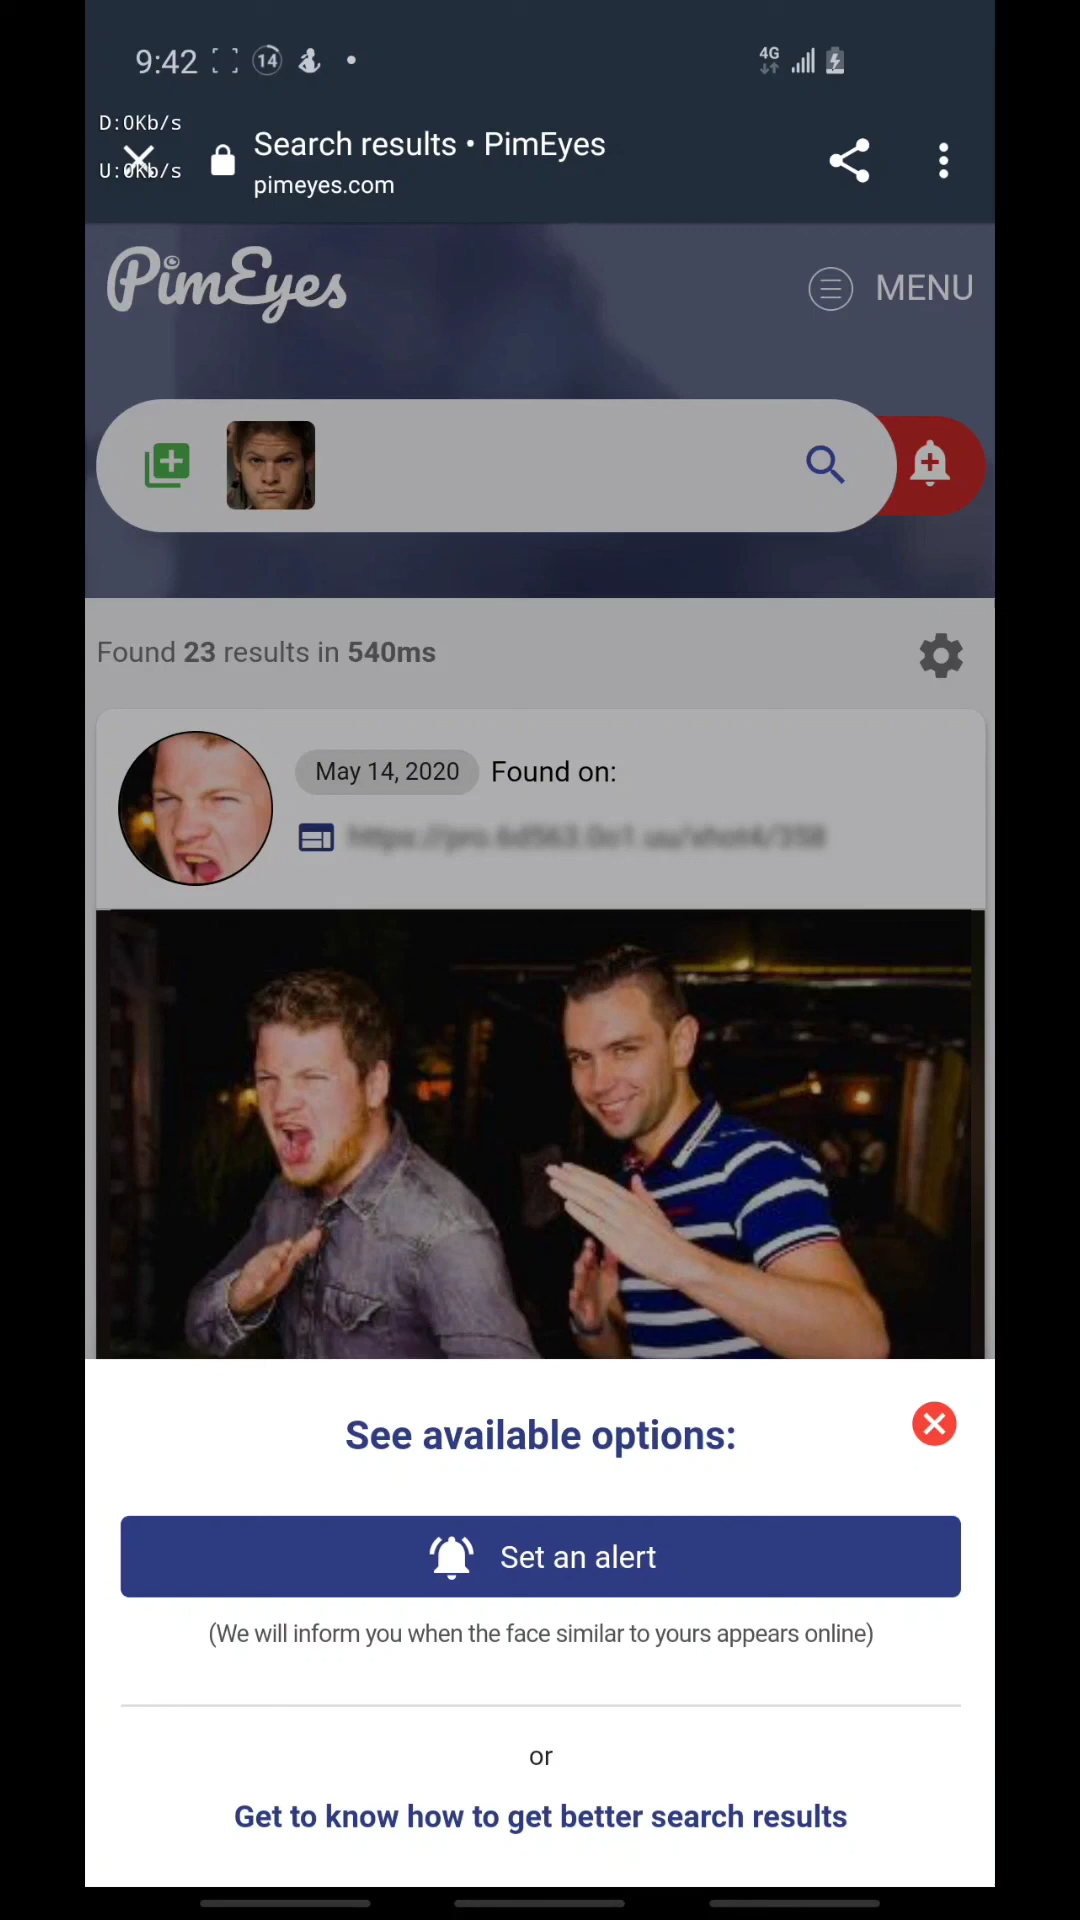 9:42
14
4G
D:0Kb/s
U:0Kb/s
Search results • PimEyes
pimeyes.com
PimEyes
MENU
Found 23 results in 540ms
May 14, 2020
Found on:
See available options:
Set an alert
(We will inform you when the face similar to yours appears online)
or
Get to know how to get better search results